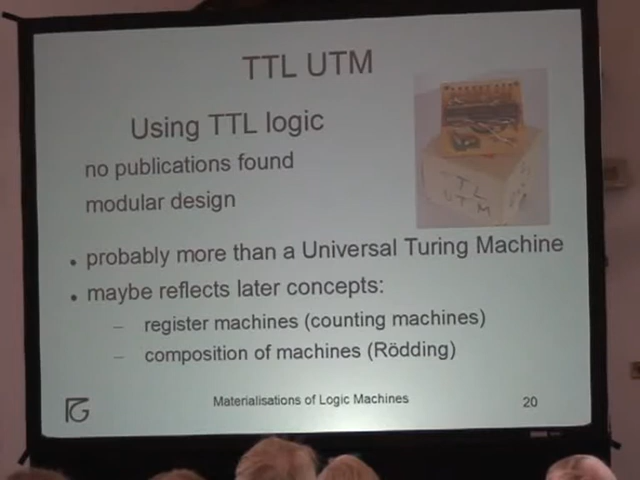 TTL UTM
Using TTL logic
no publications found
modular design
• probably more than a Universal Turing Machine
• maybe reflects later concepts:
– register machines (counting machines)
– composition of machines (Rödding)
Materialisations of Logic Machines
20
TTL
UTM